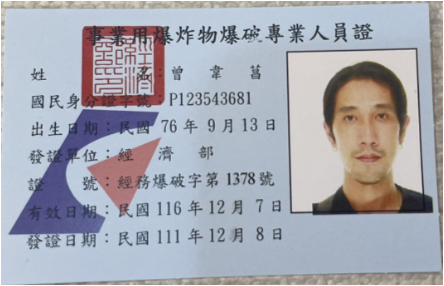 事業用爆炸物爆破專業人員證
姓 名：曾韋菖
國民身分證字號：P123543681
出生日期：民國 76 年 9 月 13 日
發證單位：經濟部
證 號：經務爆破字第 1378 號
有效日期：民國 116 年 12 月 7 日
發證日期：民國 111 年 12 月 8 日